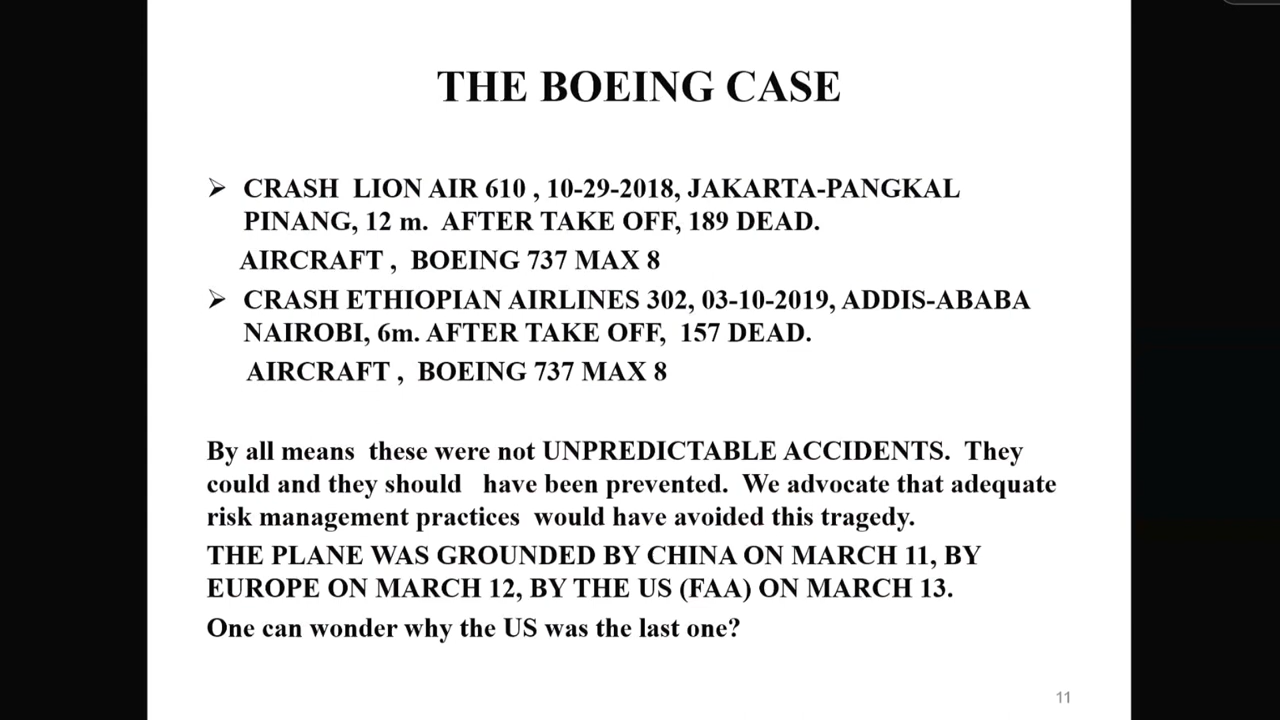 THE BOEING CASE
➢ CRASH LION AIR 610 , 10-29-2018, JAKARTA-PANGKAL
PINANG, 12 m. AFTER TAKE OFF, 189 DEAD.
AIRCRAFT , BOEING 737 MAX 8
➢ CRASH ETHIOPIAN AIRLINES 302, 03-10-2019, ADDIS-ABABA
NAIROBI, 6m. AFTER TAKE OFF, 157 DEAD.
AIRCRAFT , BOEING 737 MAX 8
By all means these were not UNPREDICTABLE ACCIDENTS. They
could and they should have been prevented. We advocate that adequate
risk management practices would have avoided this tragedy.
THE PLANE WAS GROUNDED BY CHINA ON MARCH 11, BY
EUROPE ON MARCH 12, BY THE US (FAA) ON MARCH 13.
One can wonder why the US was the last one?
11